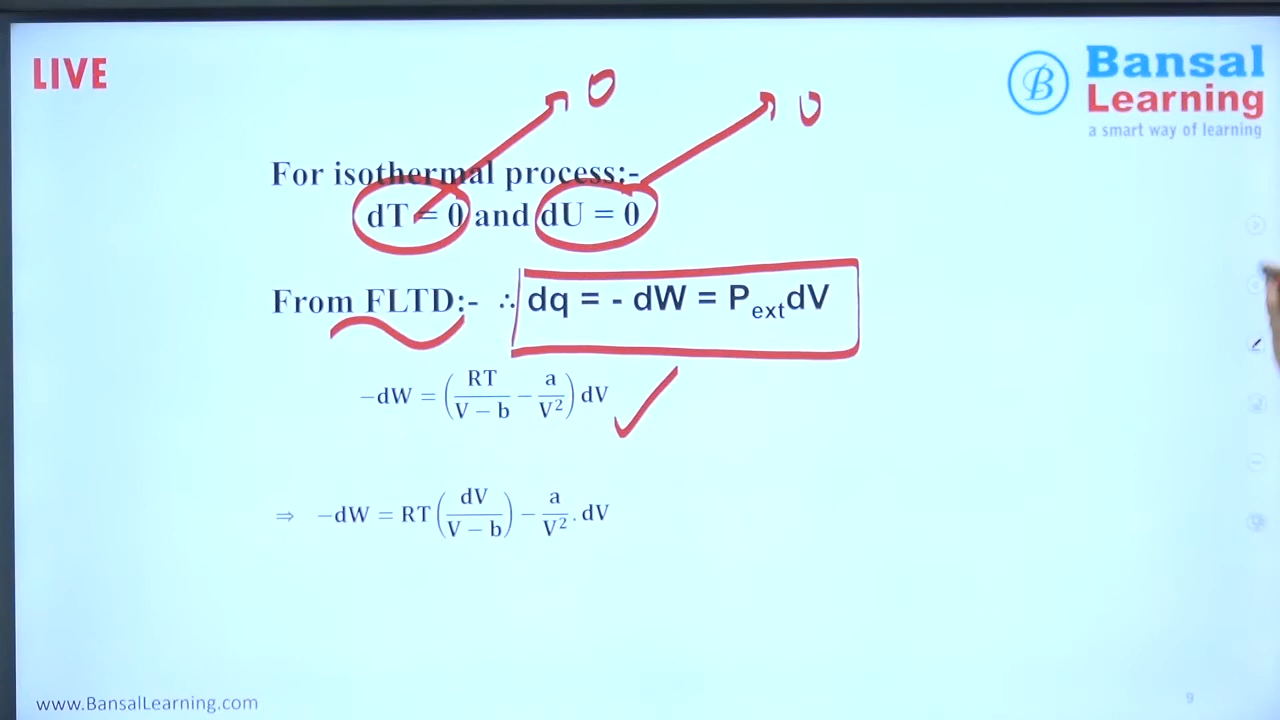 LIVE
Bansal
Learning
a smart way of learning
0 0
For isothermal process:-
dT = 0 and dU = 0
From FLTD:- ∴ dq = - dW = P_ext dV
−dW = (RT/(V − b) − a/V²) dV
⇒ −dW = RT (dV/(V − b)) − a/V² . dV
www.BansalLearning.com
9